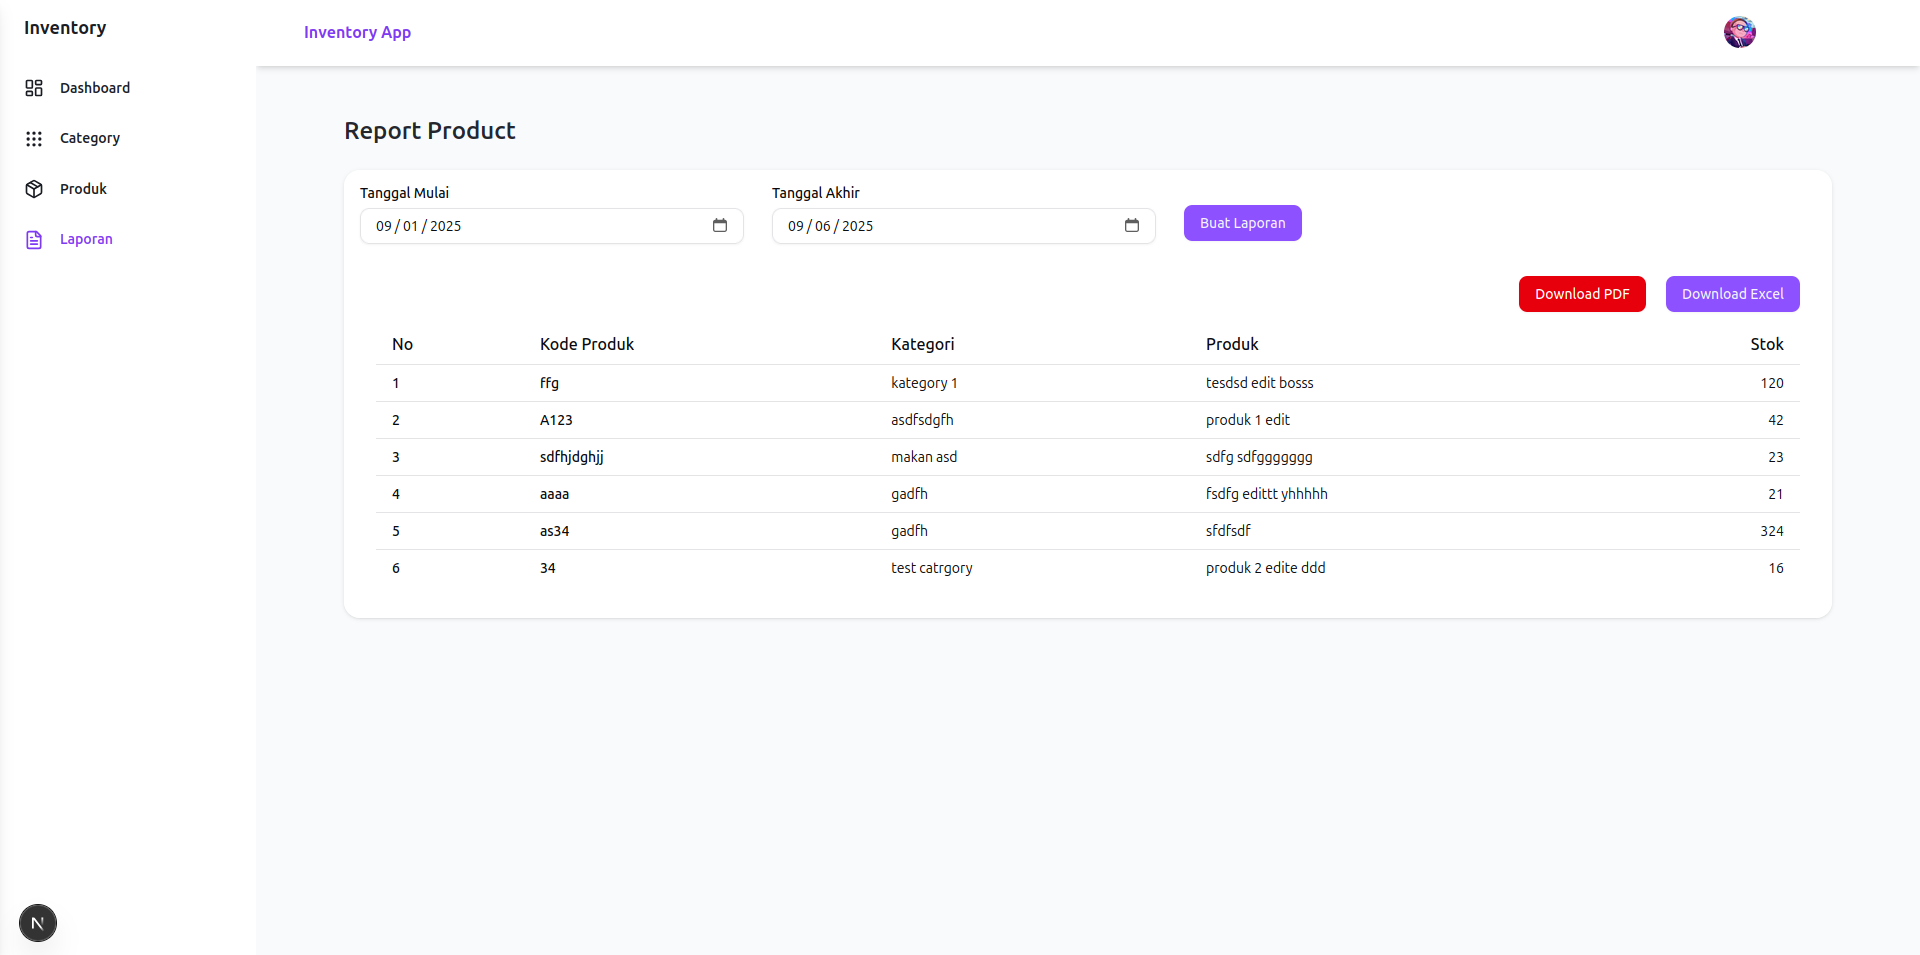 Inventory
Inventory App
Dashboard
Category
Produk
Laporan
Report Product
Tanggal Mulai Tanggal Akhir
09/01/2025 09/06/2025 Buat Laporan
Download PDF Download Excel
No Kode Produk Kategori Produk Stok
1 ffg kategory 1 tesdsd edit bosss 120
2 A123 asdfsdgfh produk 1 edit 42
3 sdfhjdghjj makan asd sdfg sdfggggggg 23
4 aaaa gadfh fsdfg edittt yhhhhh 21
5 as34 gadfh sfdfsdf 324
6 34 test catrgory produk 2 edite ddd 16
N